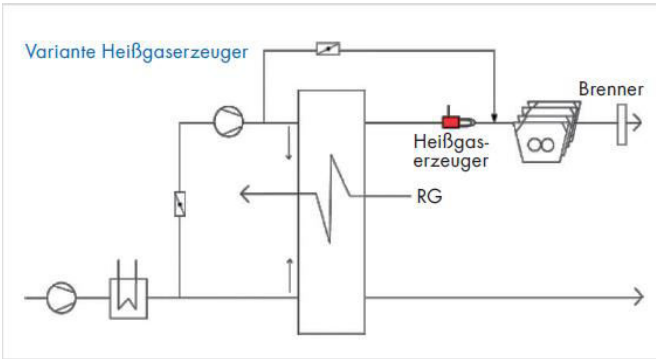 Variante Heißgaserzeuger
Brenner
Heißgas-
erzeuger
RG